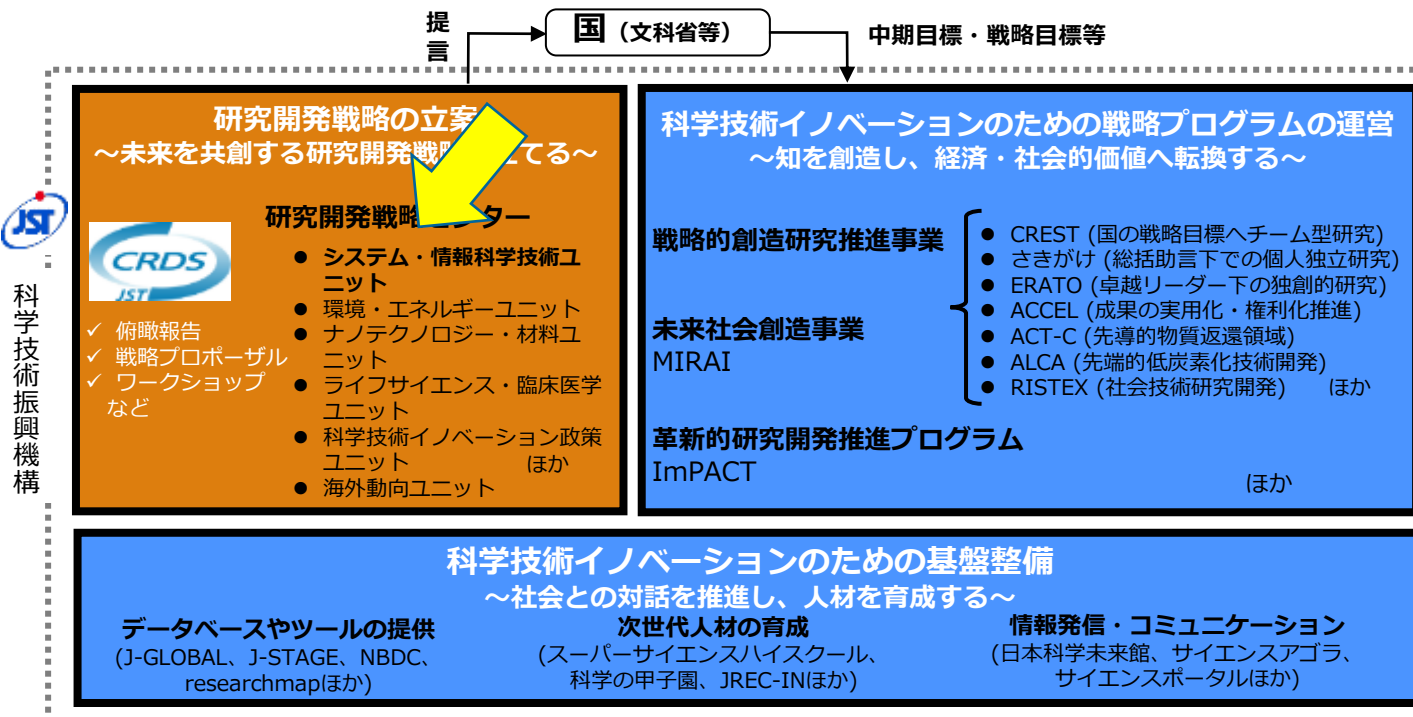 提
言
国（文科省等）
中期目標・戦略目標等
JST
科学技術振興機構
研究開発戦略の立案
～未来を共創する研究開発戦略 てる～
CRDS
JST
✓ 俯瞰報告
✓ 戦略プロポーザル
✓ ワークショップ
など
研究開発戦略 ンター
● システム・情報科学技術ユ
ニット
● 環境・エネルギーユニット
● ナノテクノロジー・材料ユ
ニット
● ライフサイエンス・臨床医学
ユニット
● 科学技術イノベーション政策
ユニット ほか
● 海外動向ユニット
科学技術イノベーションのための戦略プログラムの運営
～知を創造し、経済・社会的価値へ転換する～
戦略的創造研究推進事業
未来社会創造事業
MIRAI
● CREST (国の戦略目標へチーム型研究)
● さきがけ (総括助言下での個人独立研究)
● ERATO (卓越リーダー下の独創的研究)
● ACCEL (成果の実用化・権利化推進)
● ACT-C (先導的物質返還領域)
● ALCA (先端的低炭素化技術開発)
● RISTEX (社会技術研究開発) ほか
革新的研究開発推進プログラム
ImPACT
ほか
科学技術イノベーションのための基盤整備
～社会との対話を推進し、人材を育成する～
データベースやツールの提供
(J-GLOBAL、J-STAGE、NBDC、
researchmapほか)
次世代人材の育成
(スーパーサイエンスハイスクール、
科学の甲子園、JREC-INほか)
情報発信・コミュニケーション
(日本科学未来館、サイエンスアゴラ、
サイエンスポータルほか)